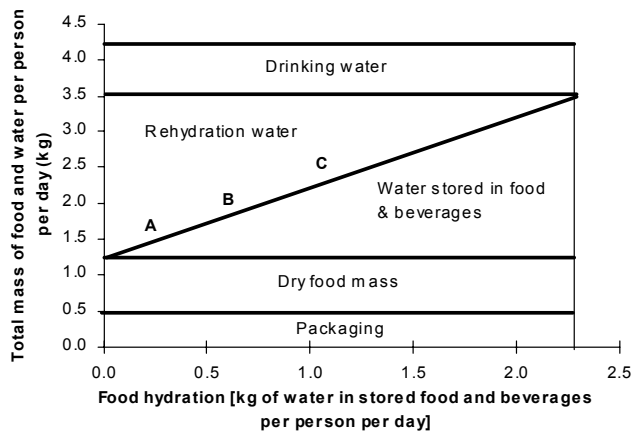 Total mass of food and water per person
per day (kg)
4.5
4.0
3.5
3.0
2.5
2.0
1.5
1.0
0.5
0.0
Drinking water
Rehydration water
C
Water stored in food
& beverages
B
A
Dry food mass
Packaging
0.0 0.5 1.0 1.5 2.0 2.5
Food hydration [kg of water in stored food and beverages
per person per day]